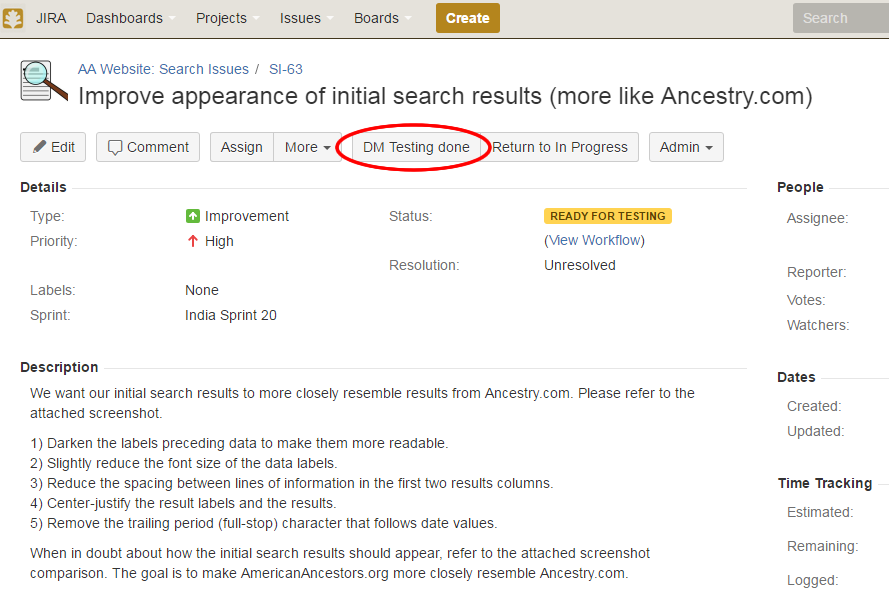 JIRA Dashboards Projects Issues Boards Create Search
AA Website: Search Issues / SI-63
Improve appearance of initial search results (more like Ancestry.com)
Edit Comment Assign More DM Testing done Return to In Progress Admin
Details
Type: Improvement
Priority: High
Labels: None
Sprint: India Sprint 20
Status: READY FOR TESTING
(View Workflow)
Resolution: Unresolved
Description
We want our initial search results to more closely resemble results from Ancestry.com. Please refer to the
attached screenshot.
1) Darken the labels preceding data to make them more readable.
2) Slightly reduce the font size of the data labels.
3) Reduce the spacing between lines of information in the first two results columns.
4) Center-justify the result labels and the results.
5) Remove the trailing period (full-stop) character that follows date values.
When in doubt about how the initial search results should appear, refer to the attached screenshot
comparison. The goal is to make AmericanAncestors.org more closely resemble Ancestry.com.
People
Assignee:
Reporter:
Votes:
Watchers:
Dates
Created:
Updated:
Time Tracking
Estimated:
Remaining:
Logged: